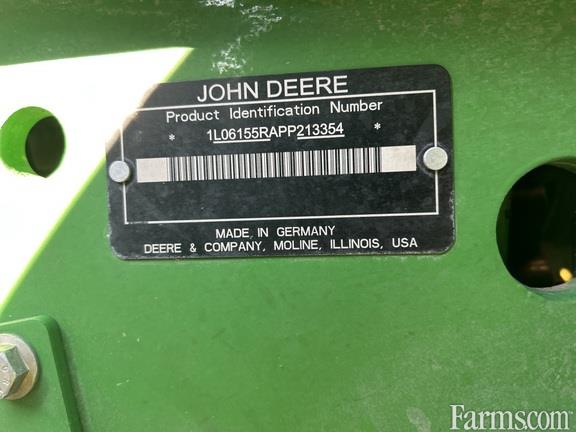 JOHN DEERE
Product Identification Number
* 1L06155RAPP213354 *
MADE IN GERMANY
DEERE & COMPANY, MOLINE, ILLINOIS, USA
Farms.com